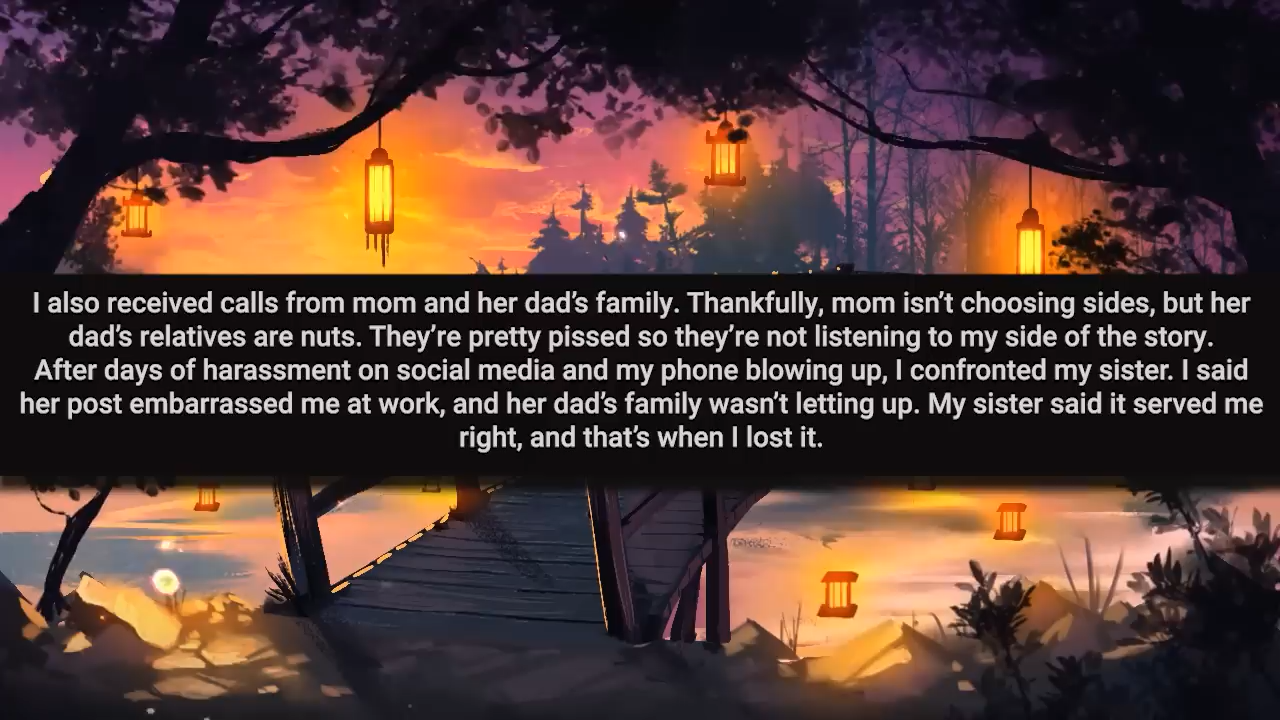 I also received calls from mom and her dad’s family. Thankfully, mom isn’t choosing sides, but her
dad’s relatives are nuts. They’re pretty pissed so they’re not listening to my side of the story.
After days of harassment on social media and my phone blowing up, I confronted my sister. I said
her post embarrassed me at work, and her dad’s family wasn’t letting up. My sister said it served me
right, and that’s when I lost it.